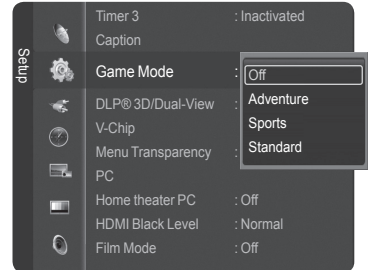 Setup
Timer 3 : Inactivated
Caption
Game Mode :
Off
Adventure
Sports
Standard
DLP® 3D/Dual-View :
V-Chip
Menu Transparency :
PC
Home theater PC : Off
HDMI Black Level : Normal
Film Mode : Off